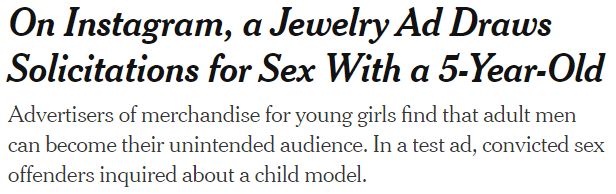 On Instagram, a Jewelry Ad Draws
Solicitations for Sex With a 5-Year-Old
Advertisers of merchandise for young girls find that adult men
can become their unintended audience. In a test ad, convicted sex
offenders inquired about a child model.